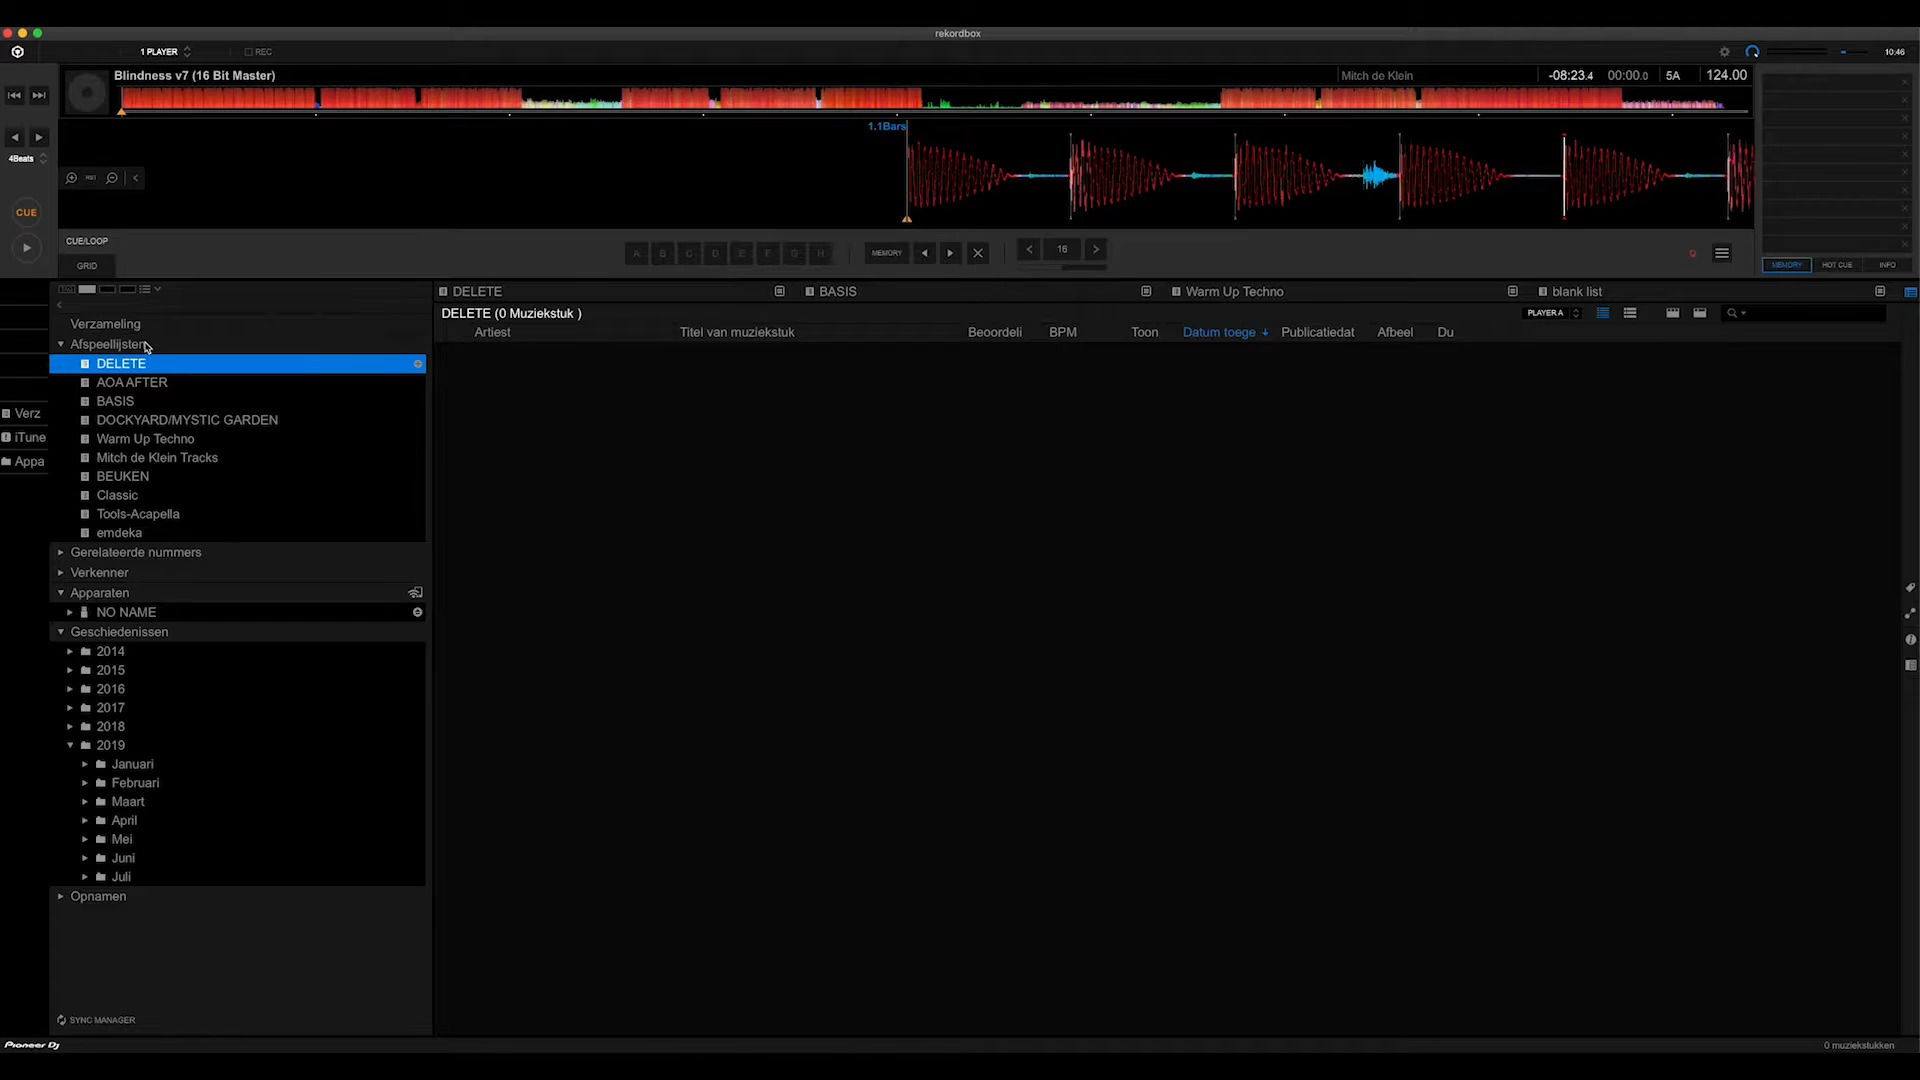 rekordbox
1 PLAYER
REC
10:46
Blindness v7 (16 Bit Master)
Mitch de Klein
-08:23.4
00:00.0
5A
124.00
1.1Bars
4Beats
RST
CUE
CUE/LOOP
GRID
A B C D E F G H
MEMORY
16
Q
MEMORY
HOT CUE
INFO
DELETE
BASIS
Warm Up Techno
blank list
DELETE (0 Muziekstuk )
PLAYER A
Artiest
Titel van muziekstuk
Beoordeli
BPM
Toon
Datum toege
Publicatiedat
Afbeel
Du
Verzameling
Afspeellijsten
DELETE
AOA AFTER
BASIS
DOCKYARD/MYSTIC GARDEN
Warm Up Techno
Mitch de Klein Tracks
BEUKEN
Classic
Tools-Acapella
emdeka
Gerelateerde nummers
Verkenner
Apparaten
NO NAME
Geschiedenissen
2014
2015
2016
2017
2018
2019
Januari
Februari
Maart
April
Mei
Juni
Juli
Opnamen
Verz
iTune
Appa
SYNC MANAGER
Pioneer Dj
0 muziekstukken